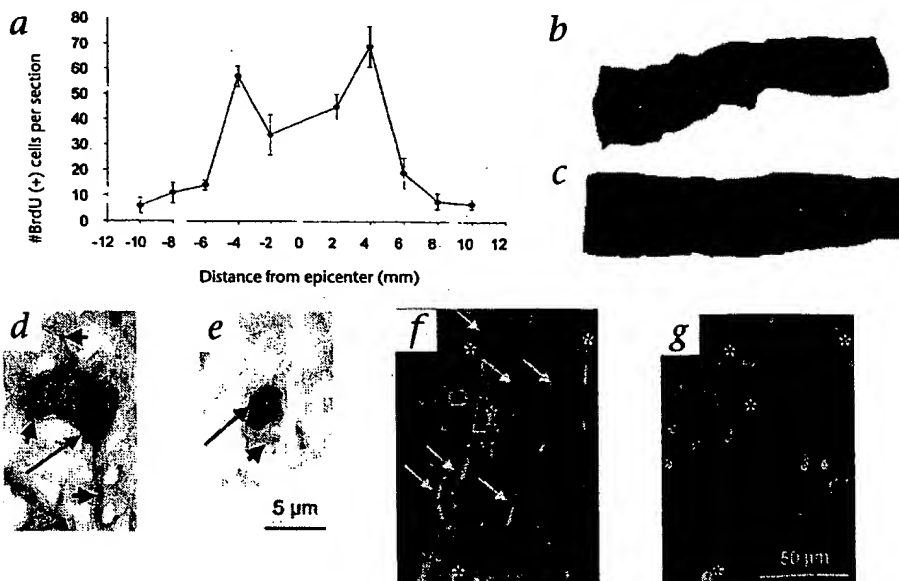 a
80
70
60
50
40
30
20
10
0
#BrdU (+) cells per section
-12 -10 -8 -6 -4 -2 0 2 4 6 8 10 12
Distance from epicenter (mm)
b
c
d
e
5 µm
f
g
50 µm